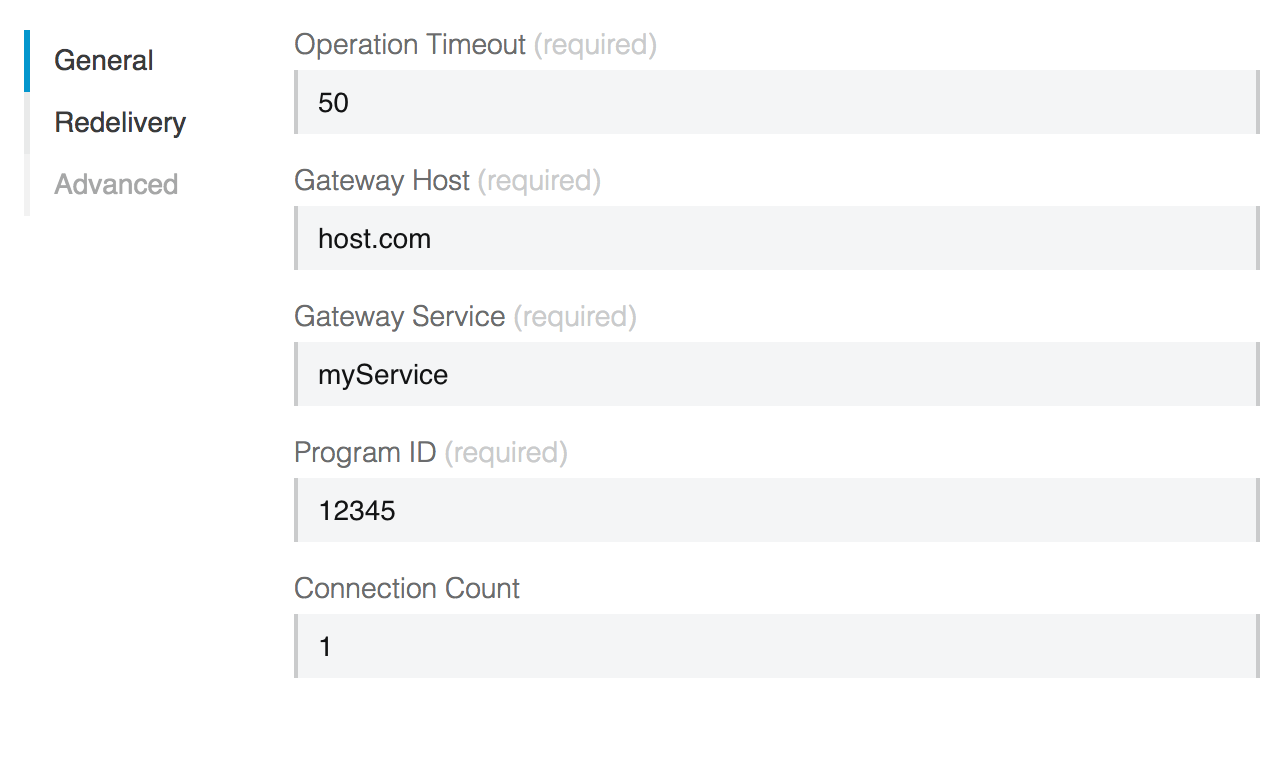 General
Redelivery
Advanced
Operation Timeout (required)
50
Gateway Host (required)
host.com
Gateway Service (required)
myService
Program ID (required)
12345
Connection Count
1